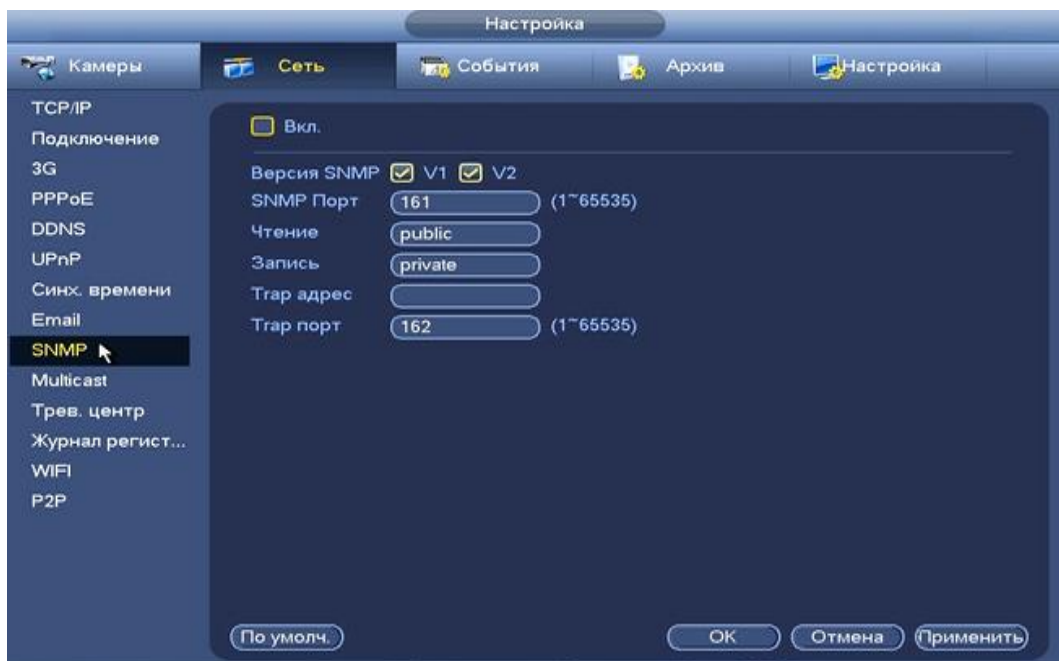 Настройка
Камеры Сеть События Архив Настройка
TCP/IP
Подключение
3G
PPPoE
DDNS
UPnP
Синх. времени
Email
SNMP
Multicast
Трев. центр
Журнал регист...
WIFI
P2P
Вкл.
Версия SNMP V1 V2
SNMP Порт 161 (1~65535)
Чтение public
Запись private
Trap адрес
Trap порт 162 (1~65535)
По умолч. OK Отмена Применить